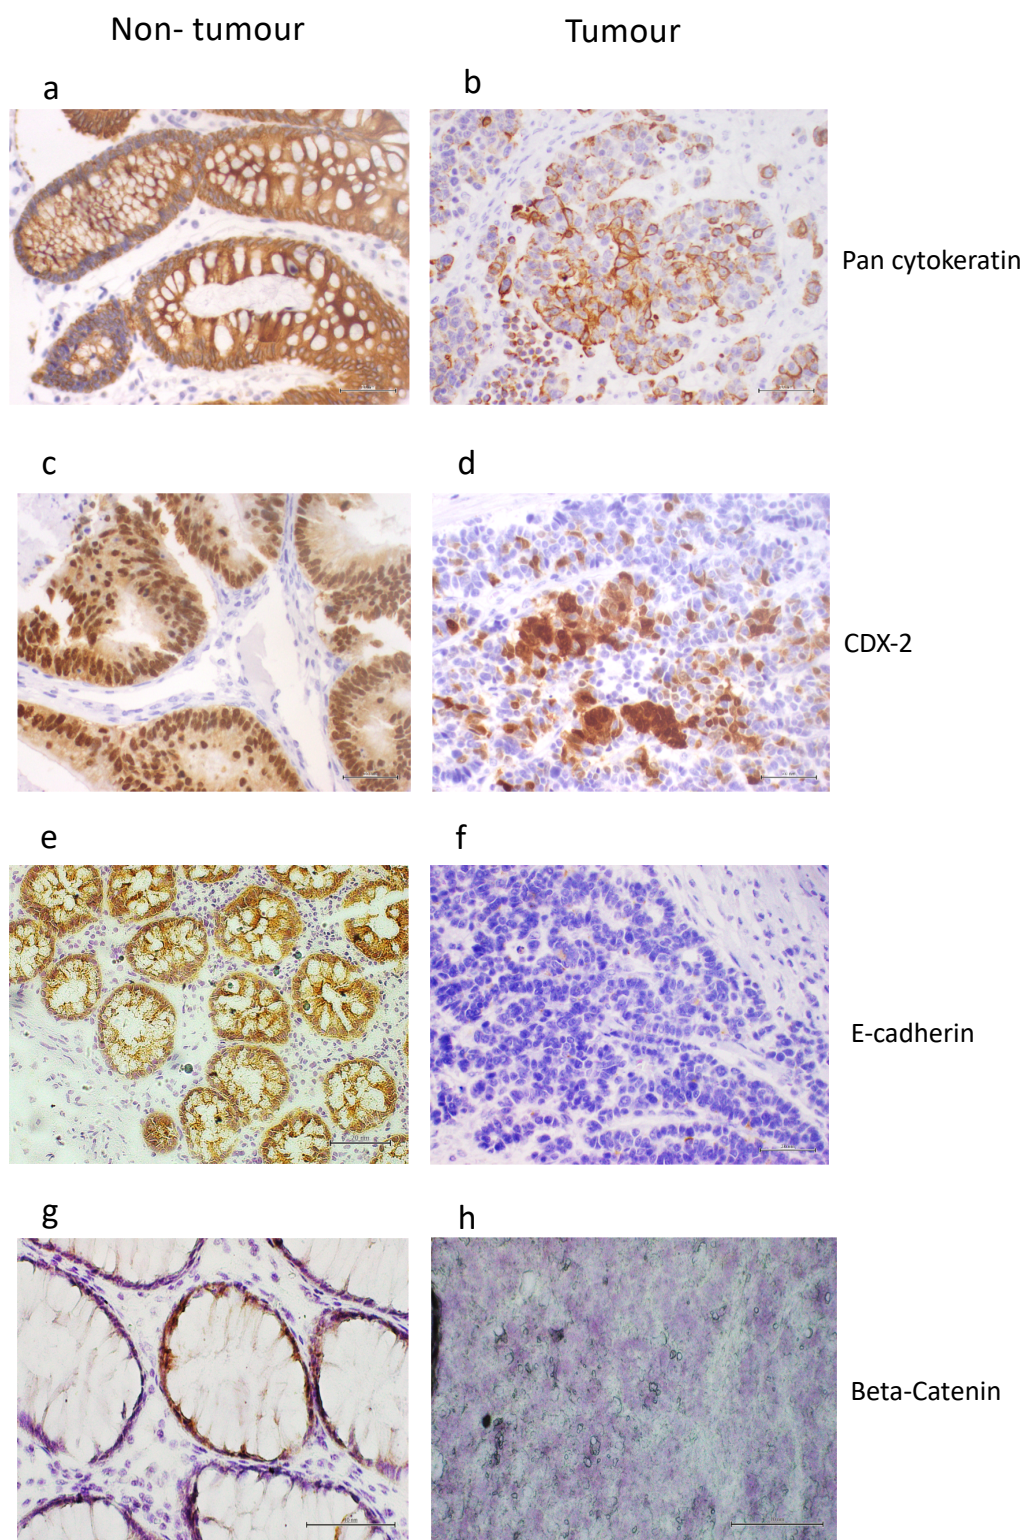 Non- tumour
Tumour
a
b
Pan cytokeratin
c
d
CDX-2
e
f
E-cadherin
g
h
Beta-Catenin